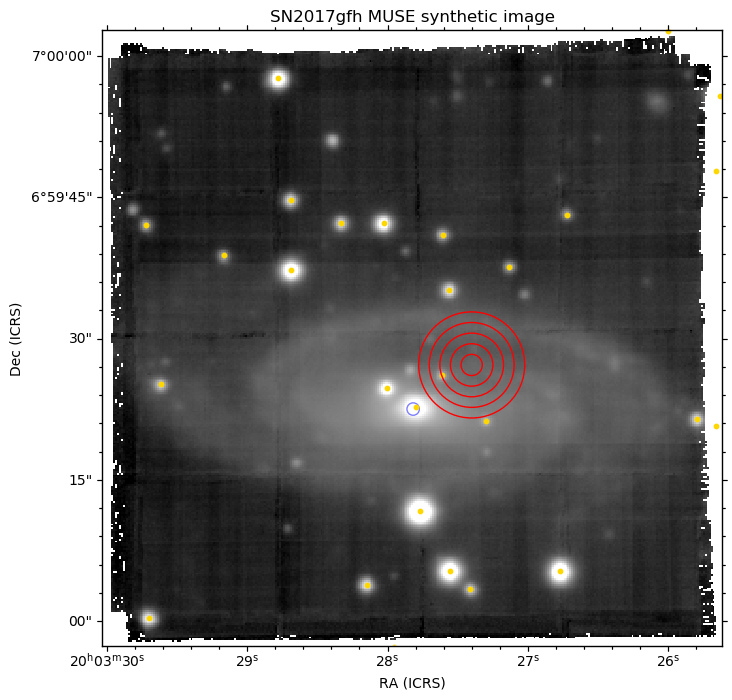 SN2017gfh MUSE synthetic image
7°00'00"
6°59'45"
30"
15"
00"
20ʰ03ᵐ30ˢ 29ˢ 28ˢ 27ˢ 26ˢ
RA (ICRS)
Dec (ICRS)